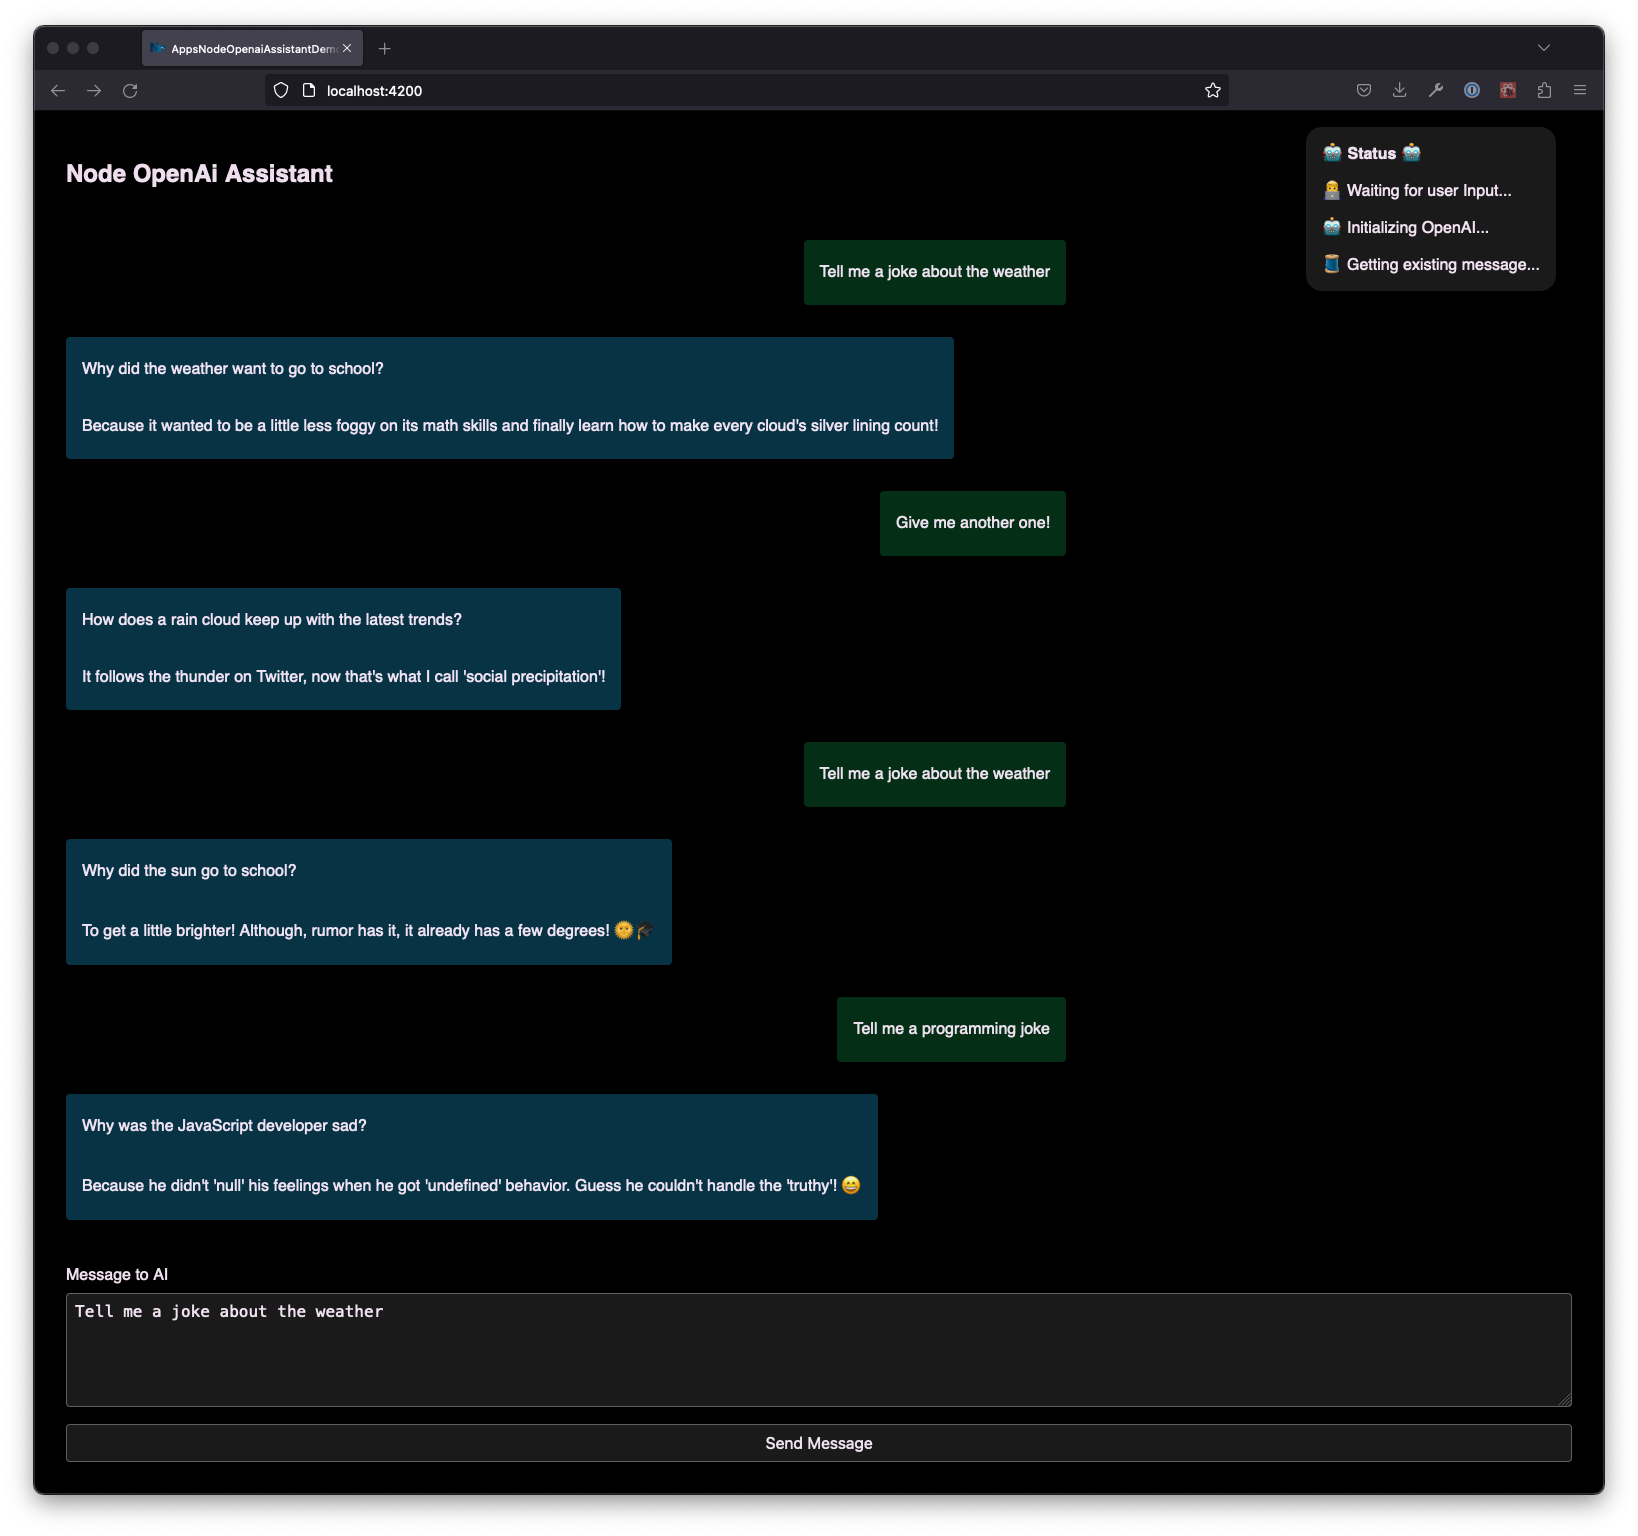 AppsNodeOpenaiAssistantDem
localhost:4200
Node OpenAi Assistant
🤖 Status 🤖
👨‍💻 Waiting for user Input...
🤖 Initializing OpenAI...
🧵 Getting existing message...
Tell me a joke about the weather
Why did the weather want to go to school?
Because it wanted to be a little less foggy on its math skills and finally learn how to make every cloud's silver lining count!
Give me another one!
How does a rain cloud keep up with the latest trends?
It follows the thunder on Twitter, now that's what I call 'social precipitation'!
Tell me a joke about the weather
Why did the sun go to school?
To get a little brighter! Although, rumor has it, it already has a few degrees! 🌞🎓
Tell me a programming joke
Why was the JavaScript developer sad?
Because he didn't 'null' his feelings when he got 'undefined' behavior. Guess he couldn't handle the 'truthy'! 😄
Message to AI
Tell me a joke about the weather
Send Message